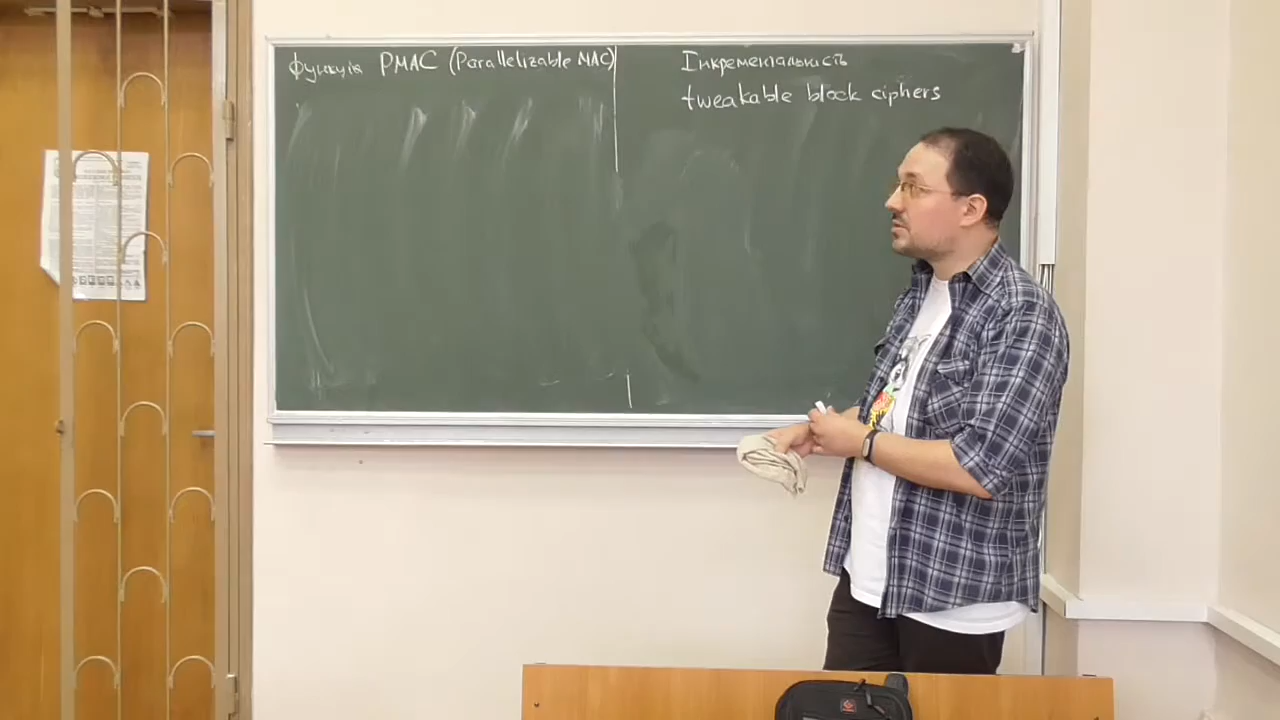 Функція PMAC (Parallelizable MAC)
Інкрементальність
tweakable block ciphers